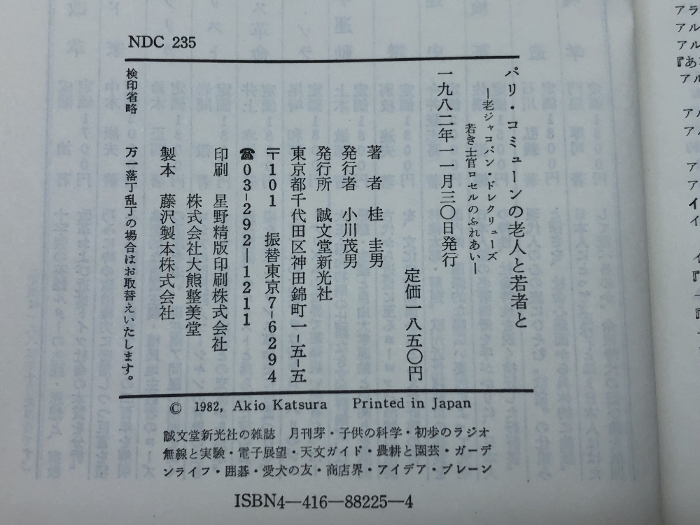 NDC 235
パリ・コミューンの老人と若者と
―老ジャコバン・ドレクリューズ
若き士官ロセルのふれあい―
一九八二年一一月三〇日発行
定価一八五〇円
著者 桂圭男
発行者 小川茂男
発行所 誠文堂新光社
東京都千代田区神田錦町一-五-五
〒101 振替東京7-6294
☎03-292-1211
印刷 星野精版印刷株式会社
株式会社大熊整美堂
製本 藤沢製本株式会社
検印省略 万一落丁乱丁の場合はお取替えいたします。
© 1982, Akio Katsura Printed in Japan
誠文堂新光社の雑誌 月刊芽・子供の科学・初歩のラジオ
無線と実験・電子展望・天文ガイド・農耕と園芸・ガーデ
ンライフ・囲碁・愛犬の友・商店界・アイデア・ブレーン
ISBN4-416-88225-4